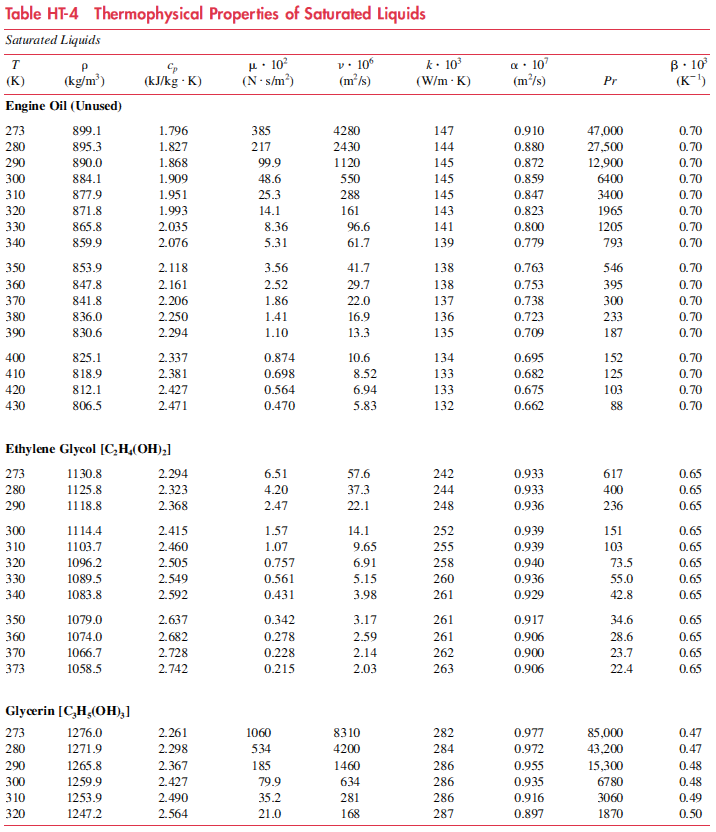 Table HT-4 Thermophysical Properties of Saturated Liquids
Saturated Liquids
T ρ cp μ · 10² ν · 10⁶ k · 10³ α · 10⁷ β · 10³
(K) (kg/m³) (kJ/kg · K) (N · s/m²) (m²/s) (W/m · K) (m²/s) Pr (K⁻¹)
Engine Oil (Unused)
273 899.1 1.796 385 4280 147 0.910 47,000 0.70
280 895.3 1.827 217 2430 144 0.880 27,500 0.70
290 890.0 1.868 99.9 1120 145 0.872 12,900 0.70
300 884.1 1.909 48.6 550 145 0.859 6400 0.70
310 877.9 1.951 25.3 288 145 0.847 3400 0.70
320 871.8 1.993 14.1 161 143 0.823 1965 0.70
330 865.8 2.035 8.36 96.6 141 0.800 1205 0.70
340 859.9 2.076 5.31 61.7 139 0.779 793 0.70
350 853.9 2.118 3.56 41.7 138 0.763 546 0.70
360 847.8 2.161 2.52 29.7 138 0.753 395 0.70
370 841.8 2.206 1.86 22.0 137 0.738 300 0.70
380 836.0 2.250 1.41 16.9 136 0.723 233 0.70
390 830.6 2.294 1.10 13.3 135 0.709 187 0.70
400 825.1 2.337 0.874 10.6 134 0.695 152 0.70
410 818.9 2.381 0.698 8.52 133 0.682 125 0.70
420 812.1 2.427 0.564 6.94 133 0.675 103 0.70
430 806.5 2.471 0.470 5.83 132 0.662 88 0.70
Ethylene Glycol [C₂H₄(OH)₂]
273 1130.8 2.294 6.51 57.6 242 0.933 617 0.65
280 1125.8 2.323 4.20 37.3 244 0.933 400 0.65
290 1118.8 2.368 2.47 22.1 248 0.936 236 0.65
300 1114.4 2.415 1.57 14.1 252 0.939 151 0.65
310 1103.7 2.460 1.07 9.65 255 0.939 103 0.65
320 1096.2 2.505 0.757 6.91 258 0.940 73.5 0.65
330 1089.5 2.549 0.561 5.15 260 0.936 55.0 0.65
340 1083.8 2.592 0.431 3.98 261 0.929 42.8 0.65
350 1079.0 2.637 0.342 3.17 261 0.917 34.6 0.65
360 1074.0 2.682 0.278 2.59 261 0.906 28.6 0.65
370 1066.7 2.728 0.228 2.14 262 0.900 23.7 0.65
373 1058.5 2.742 0.215 2.03 263 0.906 22.4 0.65
Glycerin [C₃H₅(OH)₃]
273 1276.0 2.261 1060 8310 282 0.977 85,000 0.47
280 1271.9 2.298 534 4200 284 0.972 43,200 0.47
290 1265.8 2.367 185 1460 286 0.955 15,300 0.48
300 1259.9 2.427 79.9 634 286 0.935 6780 0.48
310 1253.9 2.490 35.2 281 286 0.916 3060 0.49
320 1247.2 2.564 21.0 168 287 0.897 1870 0.50